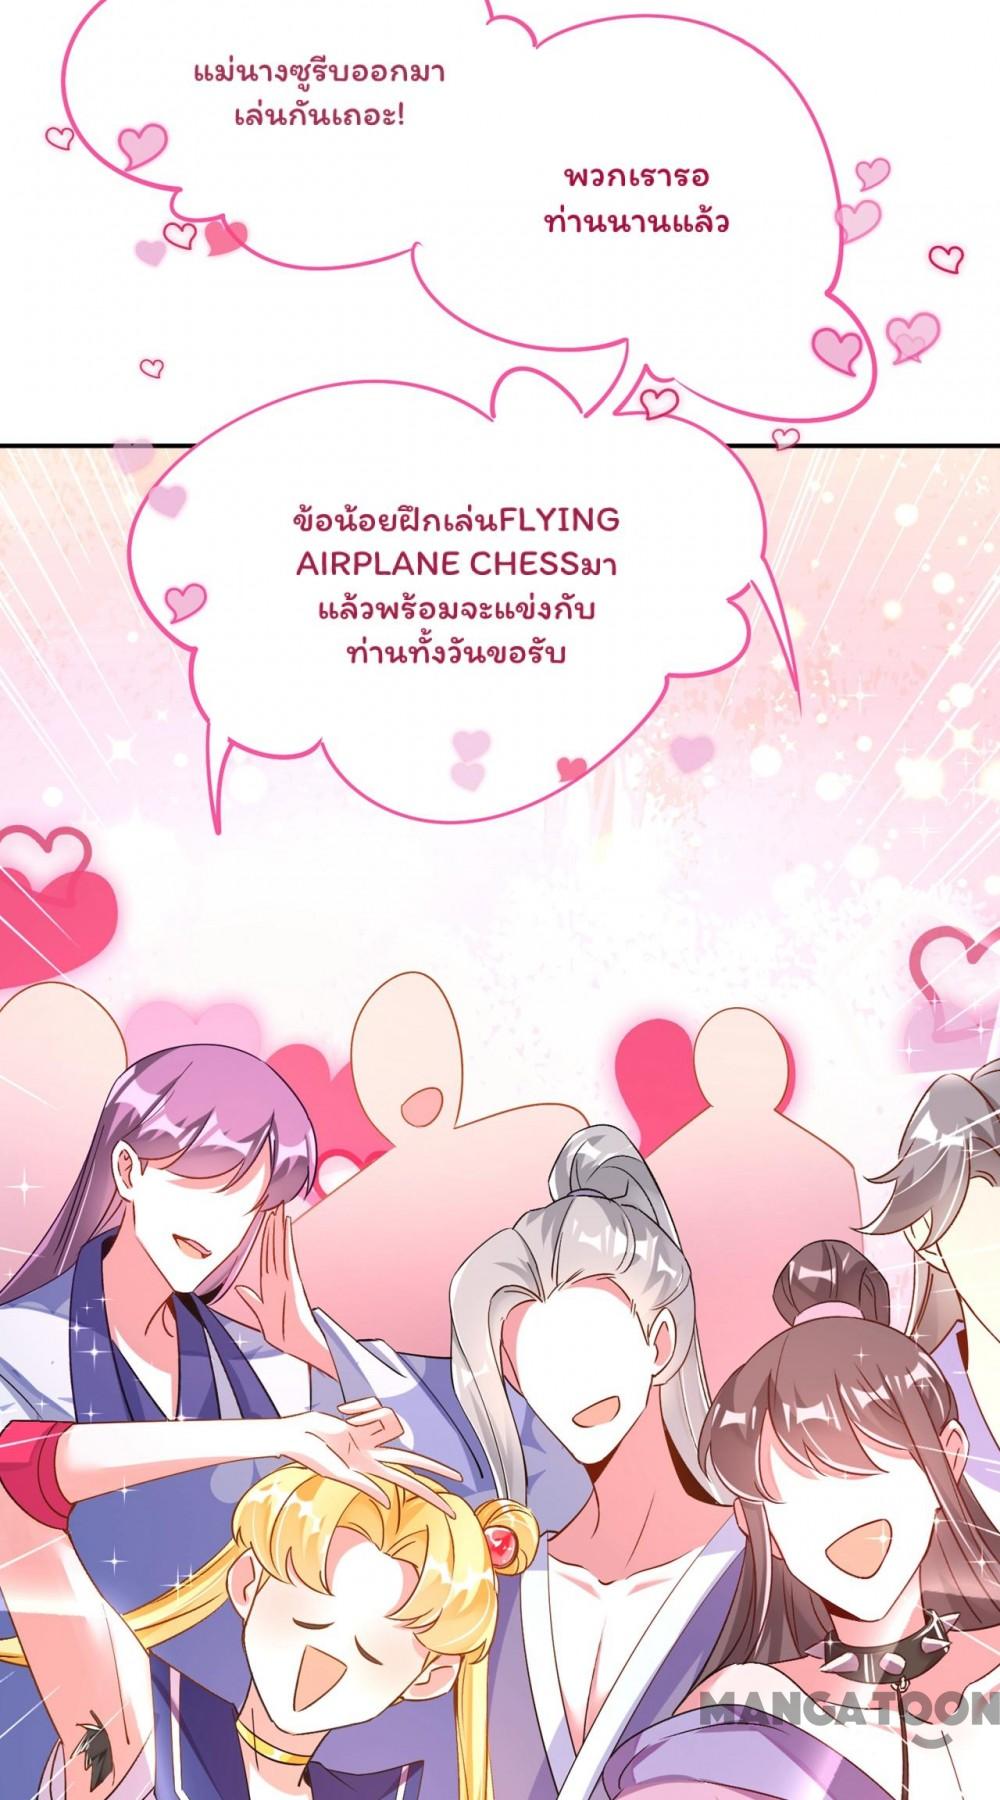 แม่นางซูรีบออกมา
เล่นกันเถอะ!
พวกเรารอ
ท่านนานแล้ว
ข้อน้อยฝึกเล่นFLYING
AIRPLANE CHESSมา
แล้วพร้อมจะแข่งกับ
ท่านทั้งวันขอรับ
MANGATOON